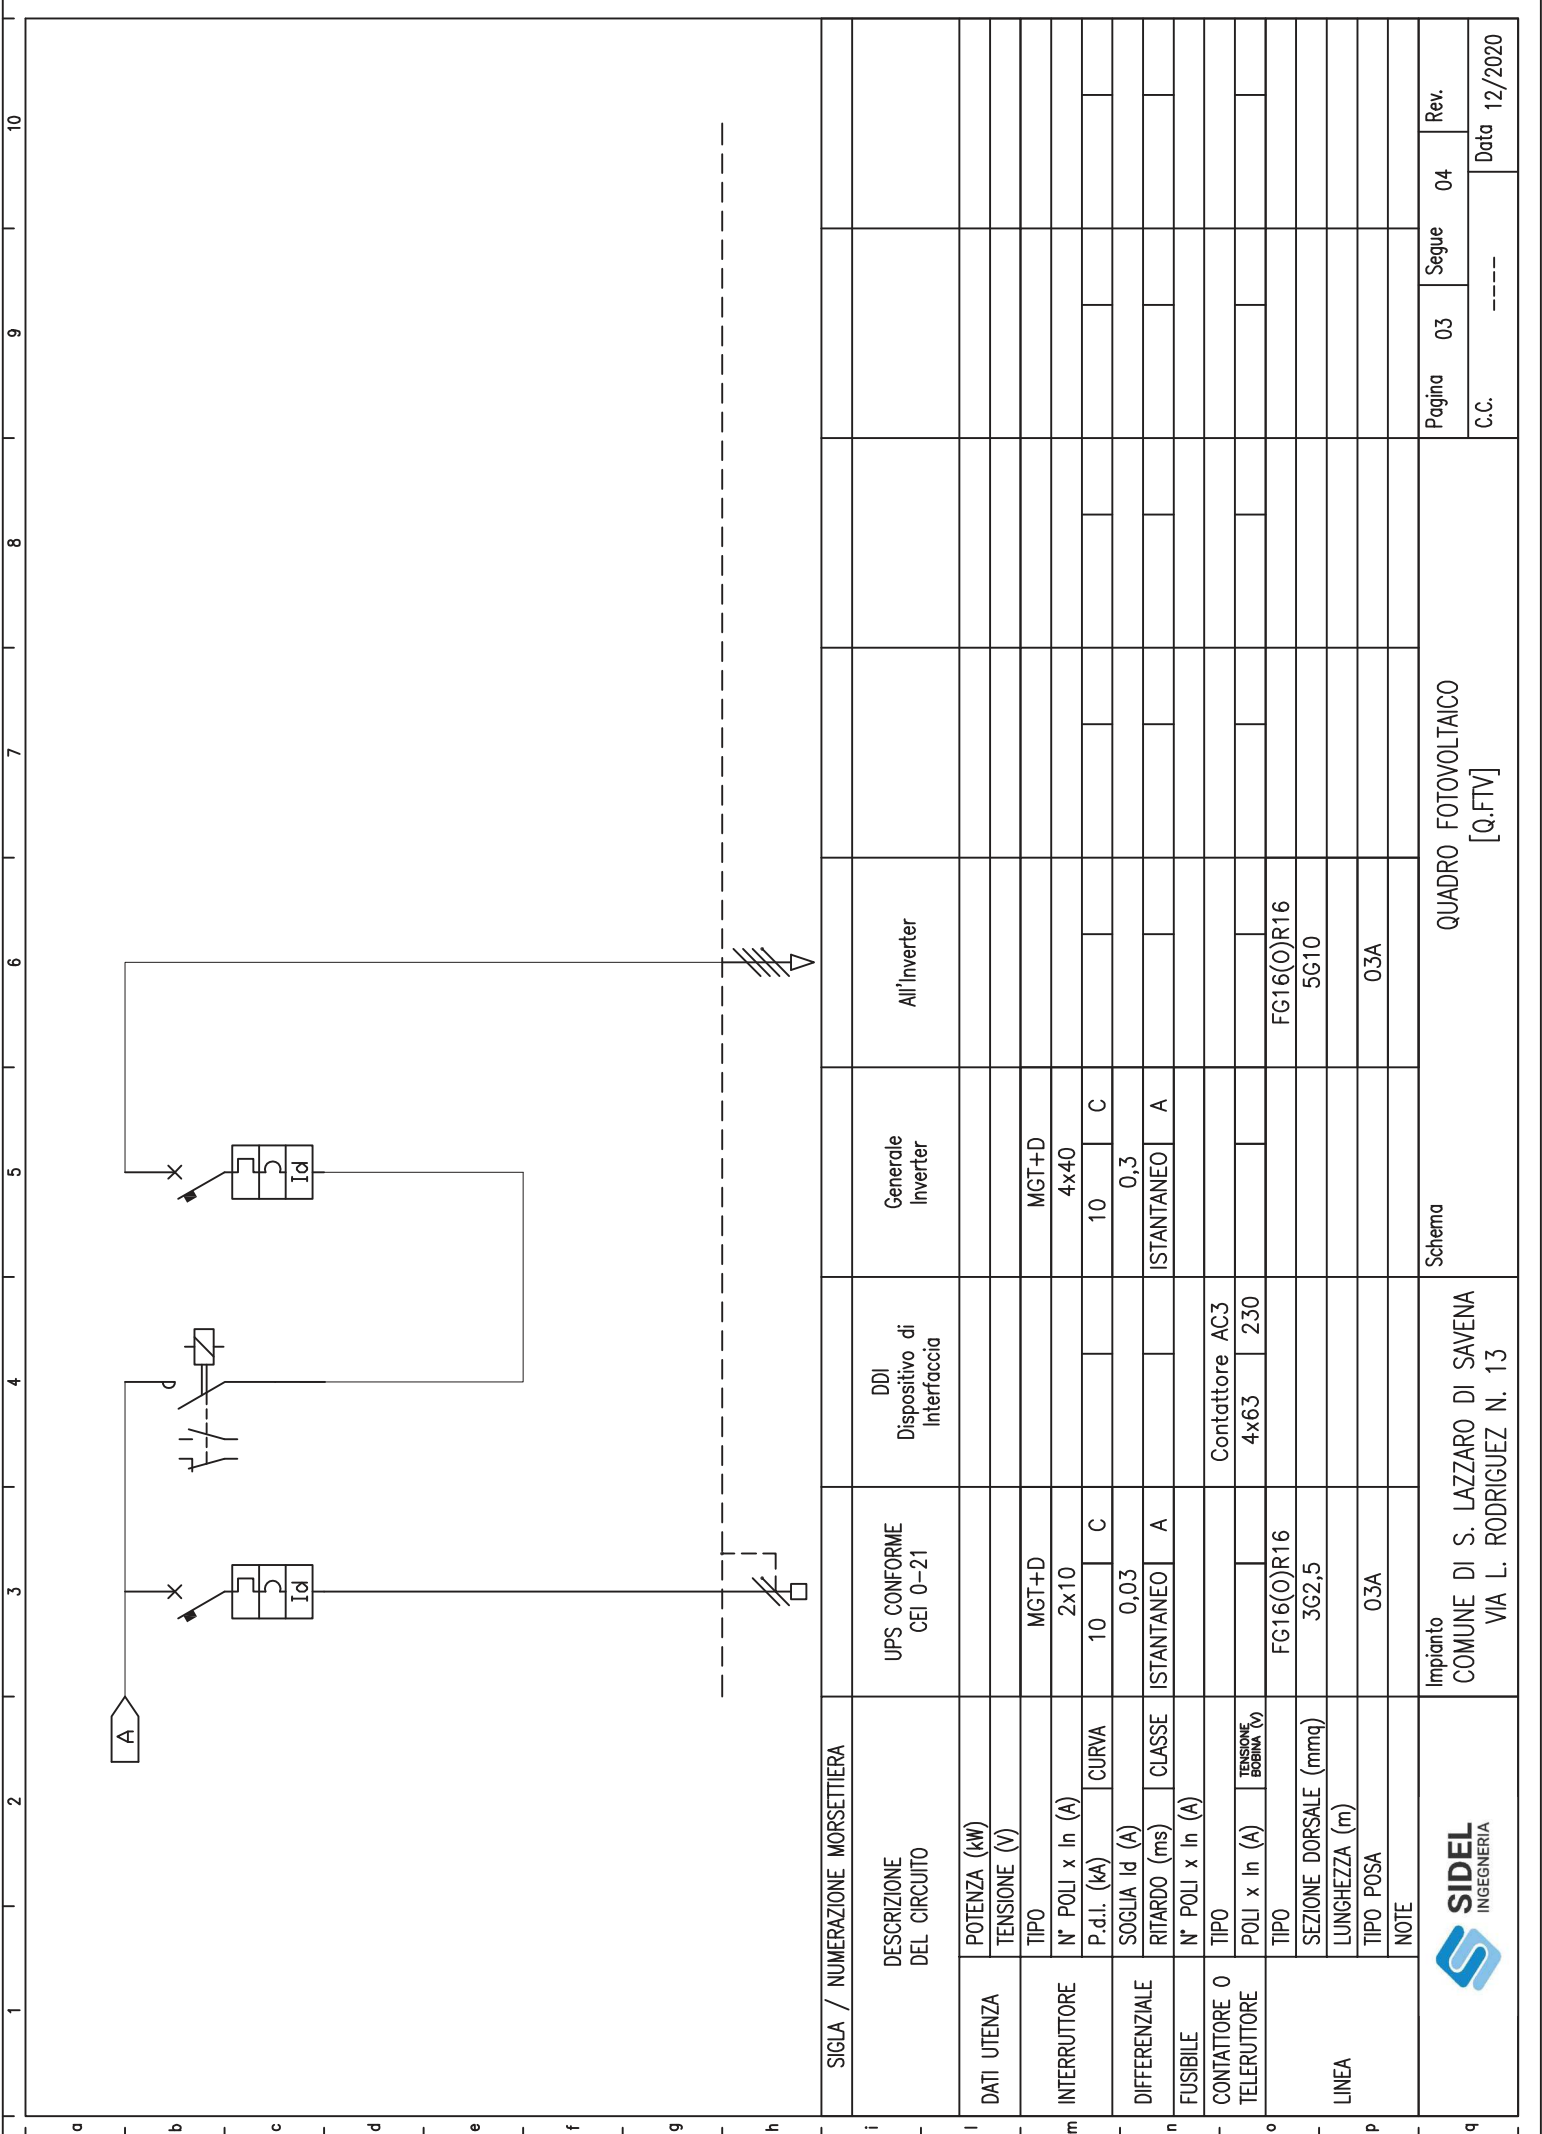 1 2 3 4 5 6 7 8 9 10
a
b
c
d
e
f
g
h
i
l
m
n
o
p
q
A
Id
Id
SIGLA / NUMERAZIONE MORSETTIERA
DESCRIZIONE
DEL CIRCUITO
UPS CONFORME
CEI 0-21
DDI
Dispositivo di
Interfaccia
Generale
Inverter
All'Inverter
DATI UTENZA
POTENZA (kW)
TENSIONE (V)
INTERRUTTORE
TIPO MGT+D MGT+D
N° POLI x In (A) 2x10 4x40
P.d.I. (kA) CURVA 10 C 10 C
DIFFERENZIALE
SOGLIA Id (A) 0,03 0,3
RITARDO (ms) CLASSE ISTANTANEO A ISTANTANEO A
FUSIBILE N° POLI x In (A)
CONTATTORE O
TELERUTTORE
TIPO Contattore AC3
POLI x In (A) TENSIONE
BOBINA (V) 4x63 230
LINEA
TIPO FG16(O)R16 FG16(O)R16
SEZIONE DORSALE (mmq) 3G2,5 5G10
LUNGHEZZA (m)
TIPO POSA 03A 03A
NOTE
SIDEL
INGEGNERIA
Impianto
COMUNE DI S. LAZZARO DI SAVENA
VIA L. RODRIGUEZ N. 13
Schema
QUADRO FOTOVOLTAICO
[Q.FTV]
Pagina 03 Segue 04 Rev.
C.C. ---- Data 12/2020